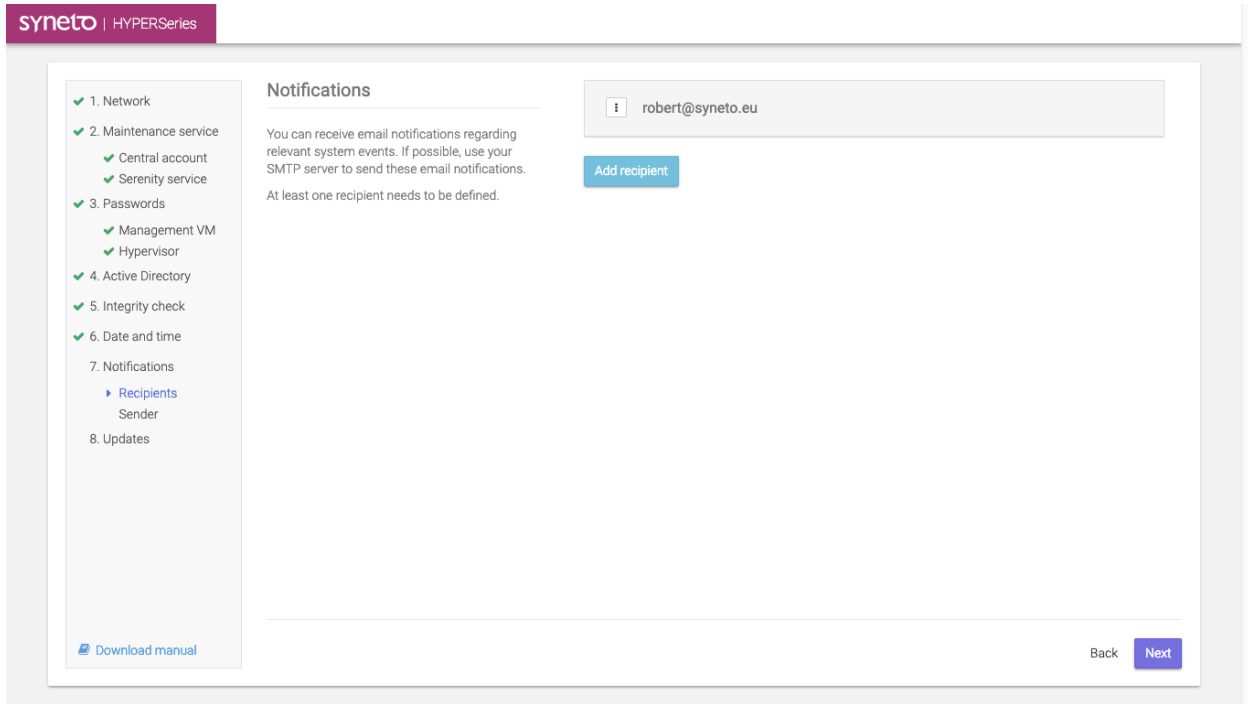 syneto | HYPERSeries
1. Network
2. Maintenance service
Central account
Serenity service
3. Passwords
Management VM
Hypervisor
4. Active Directory
5. Integrity check
6. Date and time
7. Notifications
Recipients
Sender
8. Updates
Download manual
Notifications
You can receive email notifications regarding
relevant system events. If possible, use your
SMTP server to send these email notifications.
At least one recipient needs to be defined.
robert@syneto.eu
Add recipient
Back
Next